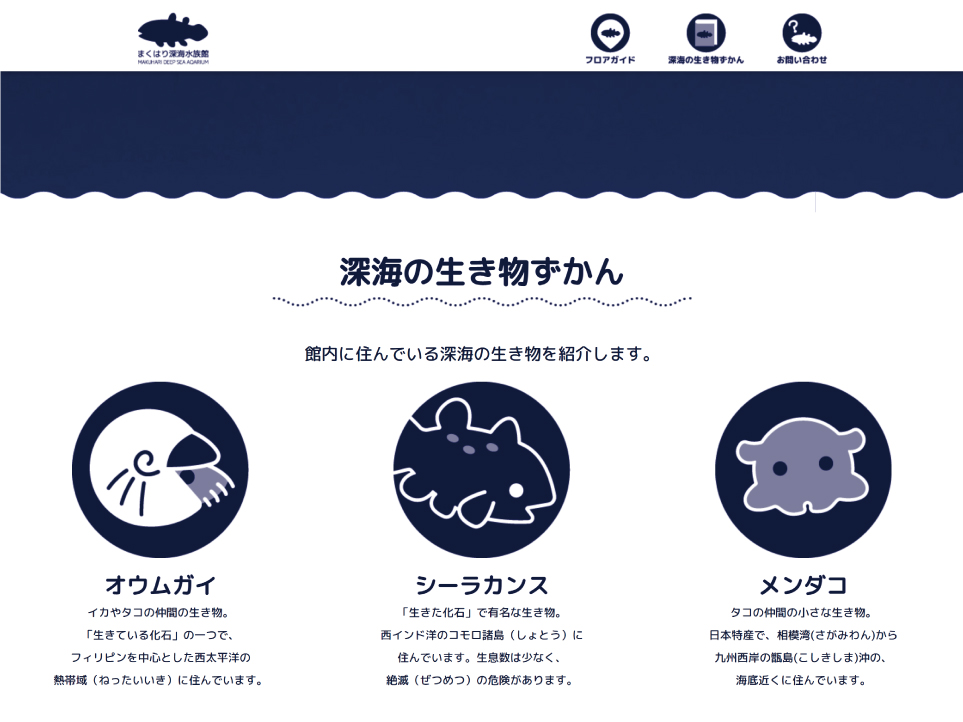 まくはり深海水族館
MAKUHARI DEEP SEA AQARIUM
フロアガイド
深海の生き物ずかん
お問い合わせ
深海の生き物ずかん
館内に住んでいる深海の生き物を紹介します。
オウムガイ
イカやタコの仲間の生き物。
「生きている化石」の一つで、
フィリピンを中心とした西太平洋の
熱帯域（ねったいいき）に住んでいます。
シーラカンス
「生きた化石」で有名な生き物。
西インド洋のコモロ諸島（しょとう）に
住んでいます。生息数は少なく、
絶滅（ぜつめつ）の危険があります。
メンダコ
タコの仲間の小さな生き物。
日本特産で、相模湾(さがみわん)から
九州西岸の甑島(こしきしま)沖の、
海底近くに住んでいます。